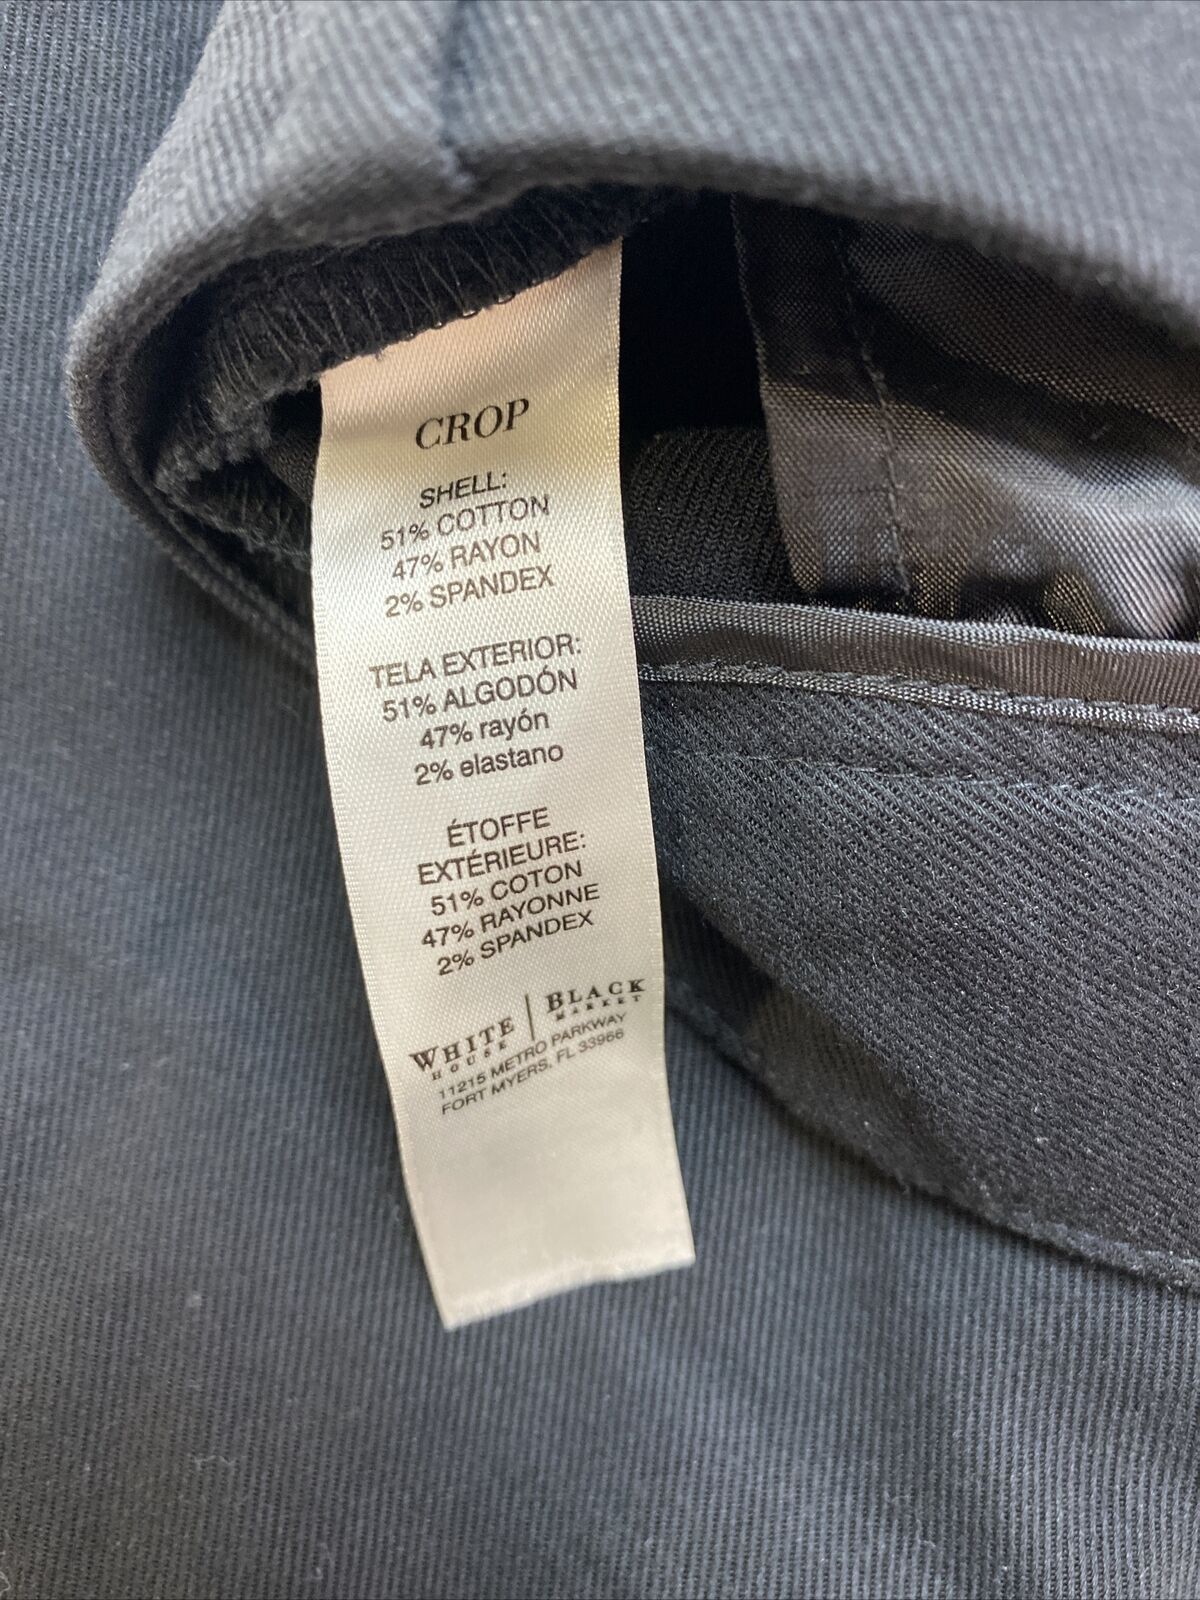 CROP
SHELL:
51% COTTON
47% RAYON
2% SPANDEX
TELA EXTERIOR:
51% ALGODÓN
47% rayón
2% elastano
ÉTOFFE
EXTÉRIEURE:
51% COTON
47% RAYONNE
2% SPANDEX
WHITE HOUSE | BLACK MARKET
11215 METRO PARKWAY
FORT MYERS, FL 33966